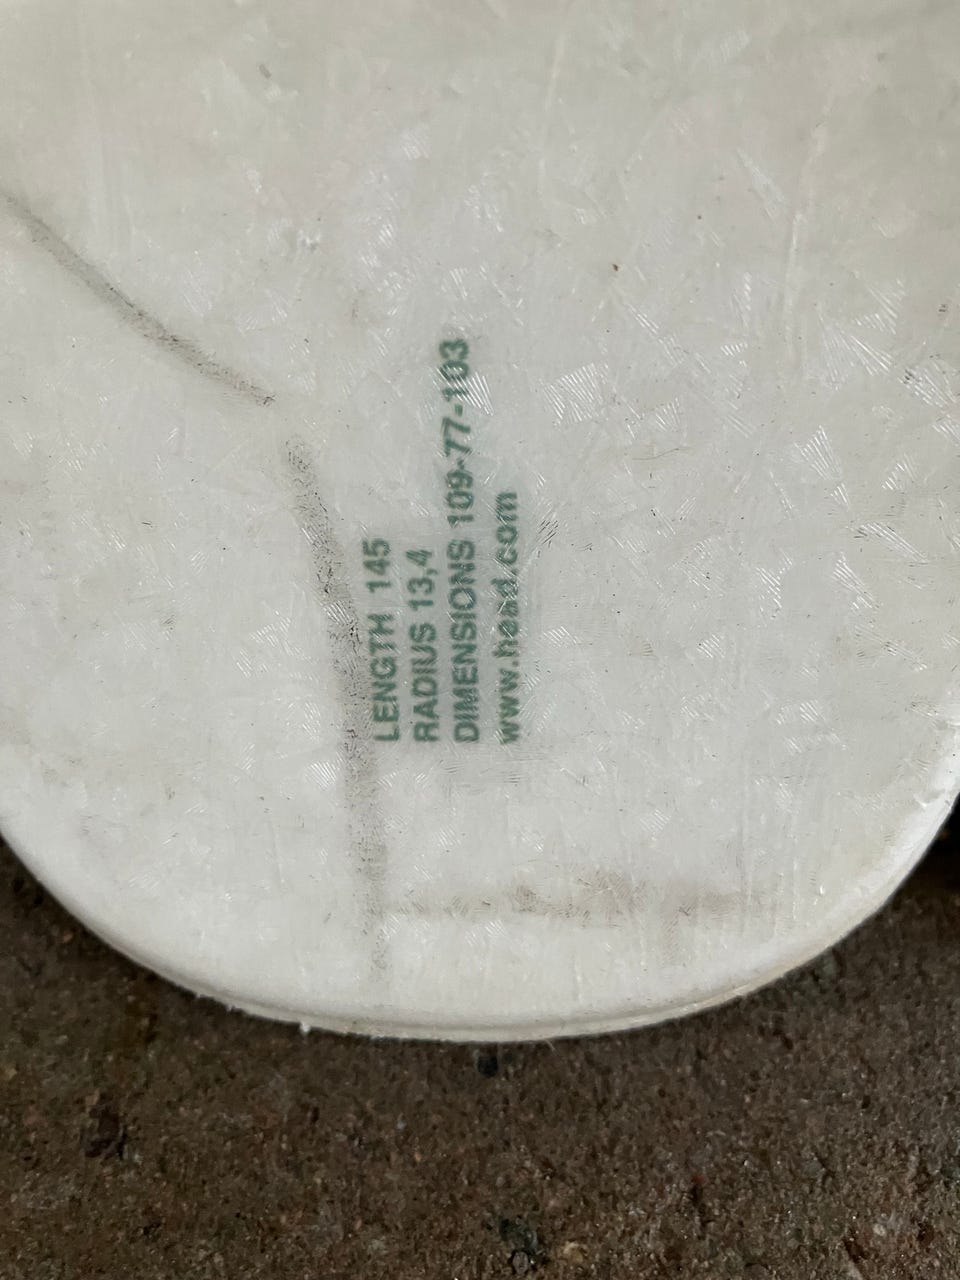 LENGTH 145
RADIUS 13,4
DIMENSIONS 109-77-103
www.head.com